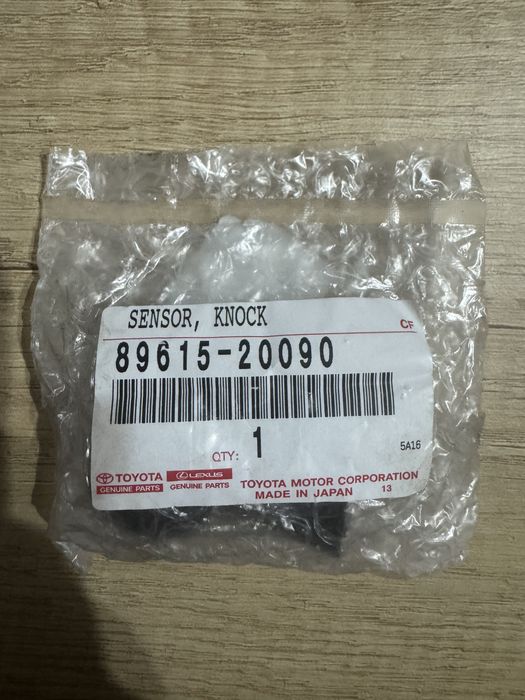 SENSOR, KNOCK
CF
89615-20090
QTY: 1
5A16
TOYOTA
GENUINE PARTS
LEXUS
GENUINE PARTS
TOYOTA MOTOR CORPORATION
MADE IN JAPAN 13